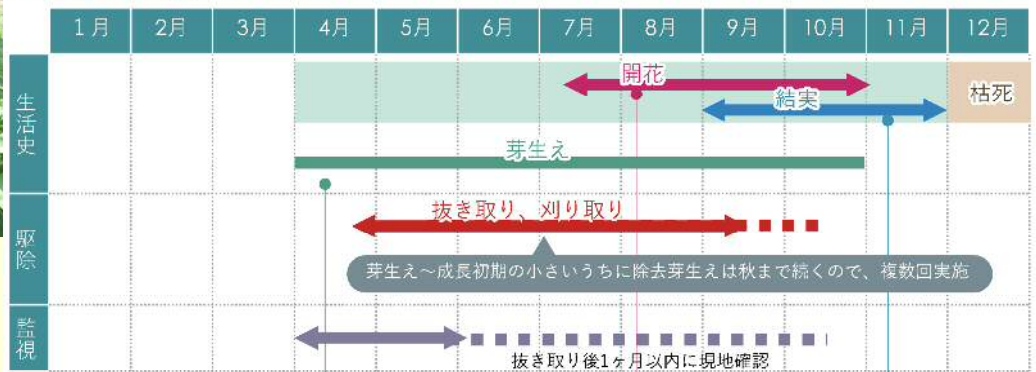 1月 2月 3月 4月 5月 6月 7月 8月 9月 10月 11月 12月
生活史
開花
結実
枯死
芽生え
駆除
抜き取り、刈り取り
芽生え～成長初期の小さいうちに除去芽生えは秋まで続くので、複数回実施
監視
抜き取り後1ヶ月以内に現地確認